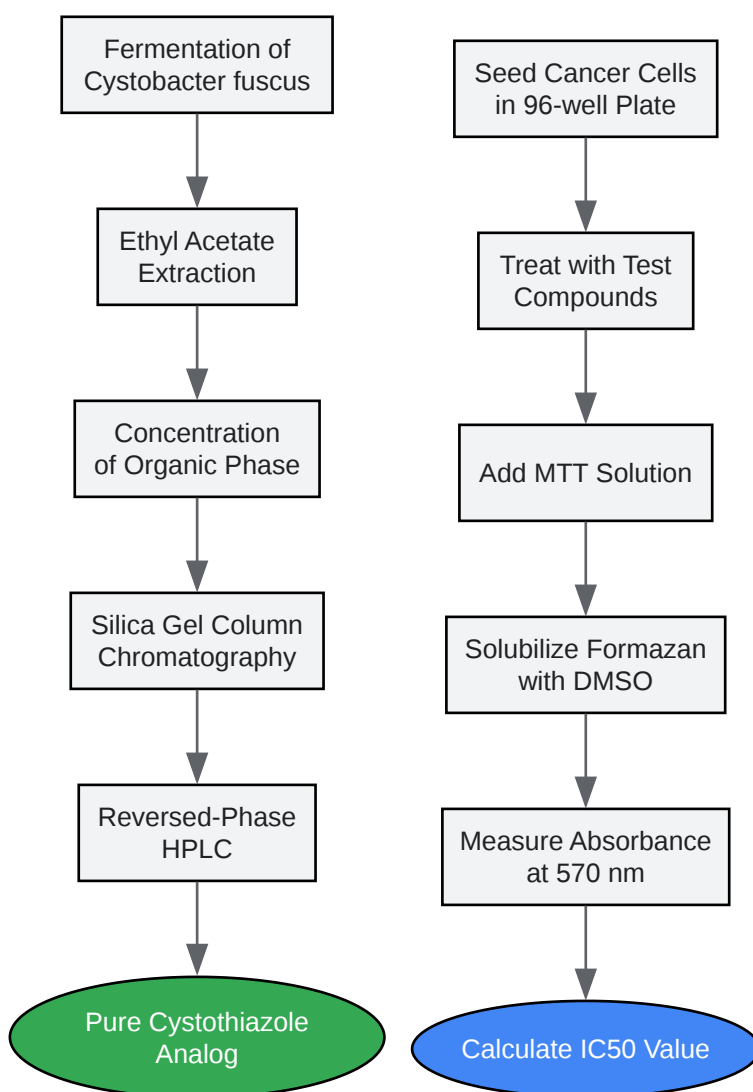 Fermentation of
Cystobacter fuscus
Ethyl Acetate
Extraction
Concentration
of Organic Phase
Silica Gel Column
Chromatography
Reversed-Phase
HPLC
Pure Cystothiazole
Analog
Seed Cancer Cells
in 96-well Plate
Treat with Test
Compounds
Add MTT Solution
Solubilize Formazan
with DMSO
Measure Absorbance
at 570 nm
Calculate IC50 Value